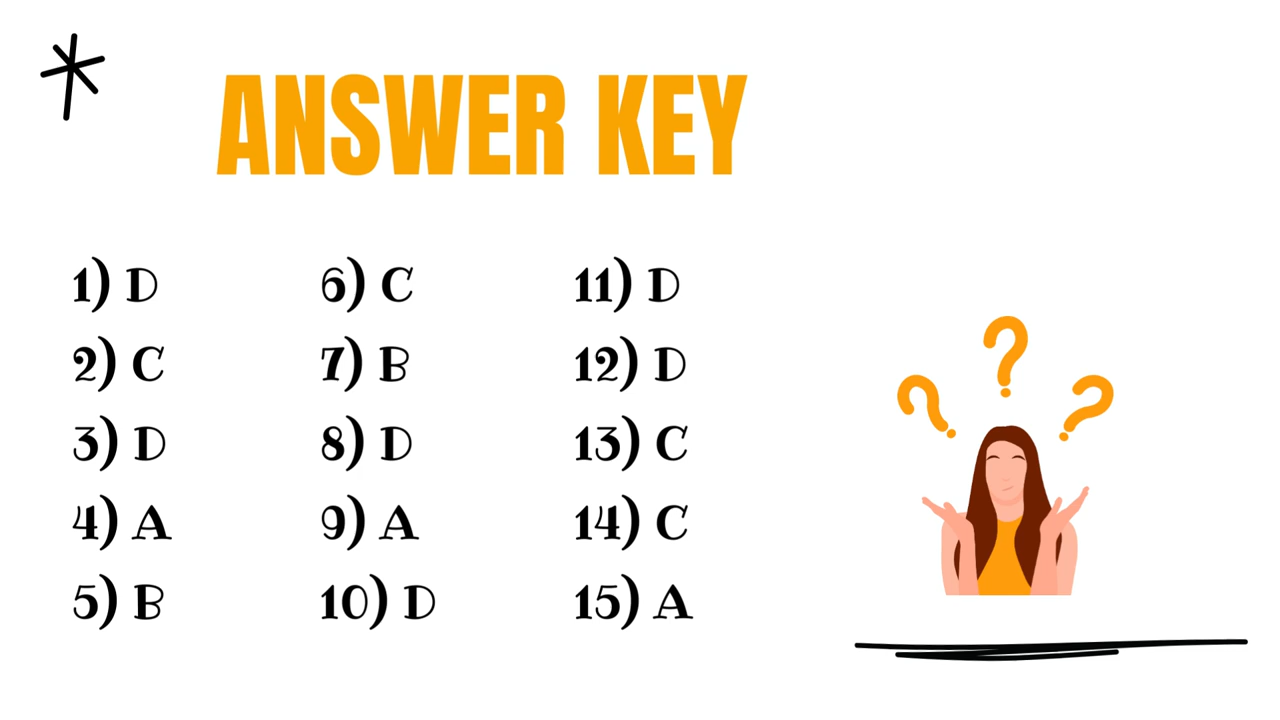 ANSWER KEY
1) D
2) C
3) D
4) A
5) B
6) C
7) B
8) D
9) A
10) D
11) D
12) D
13) C
14) C
15) A